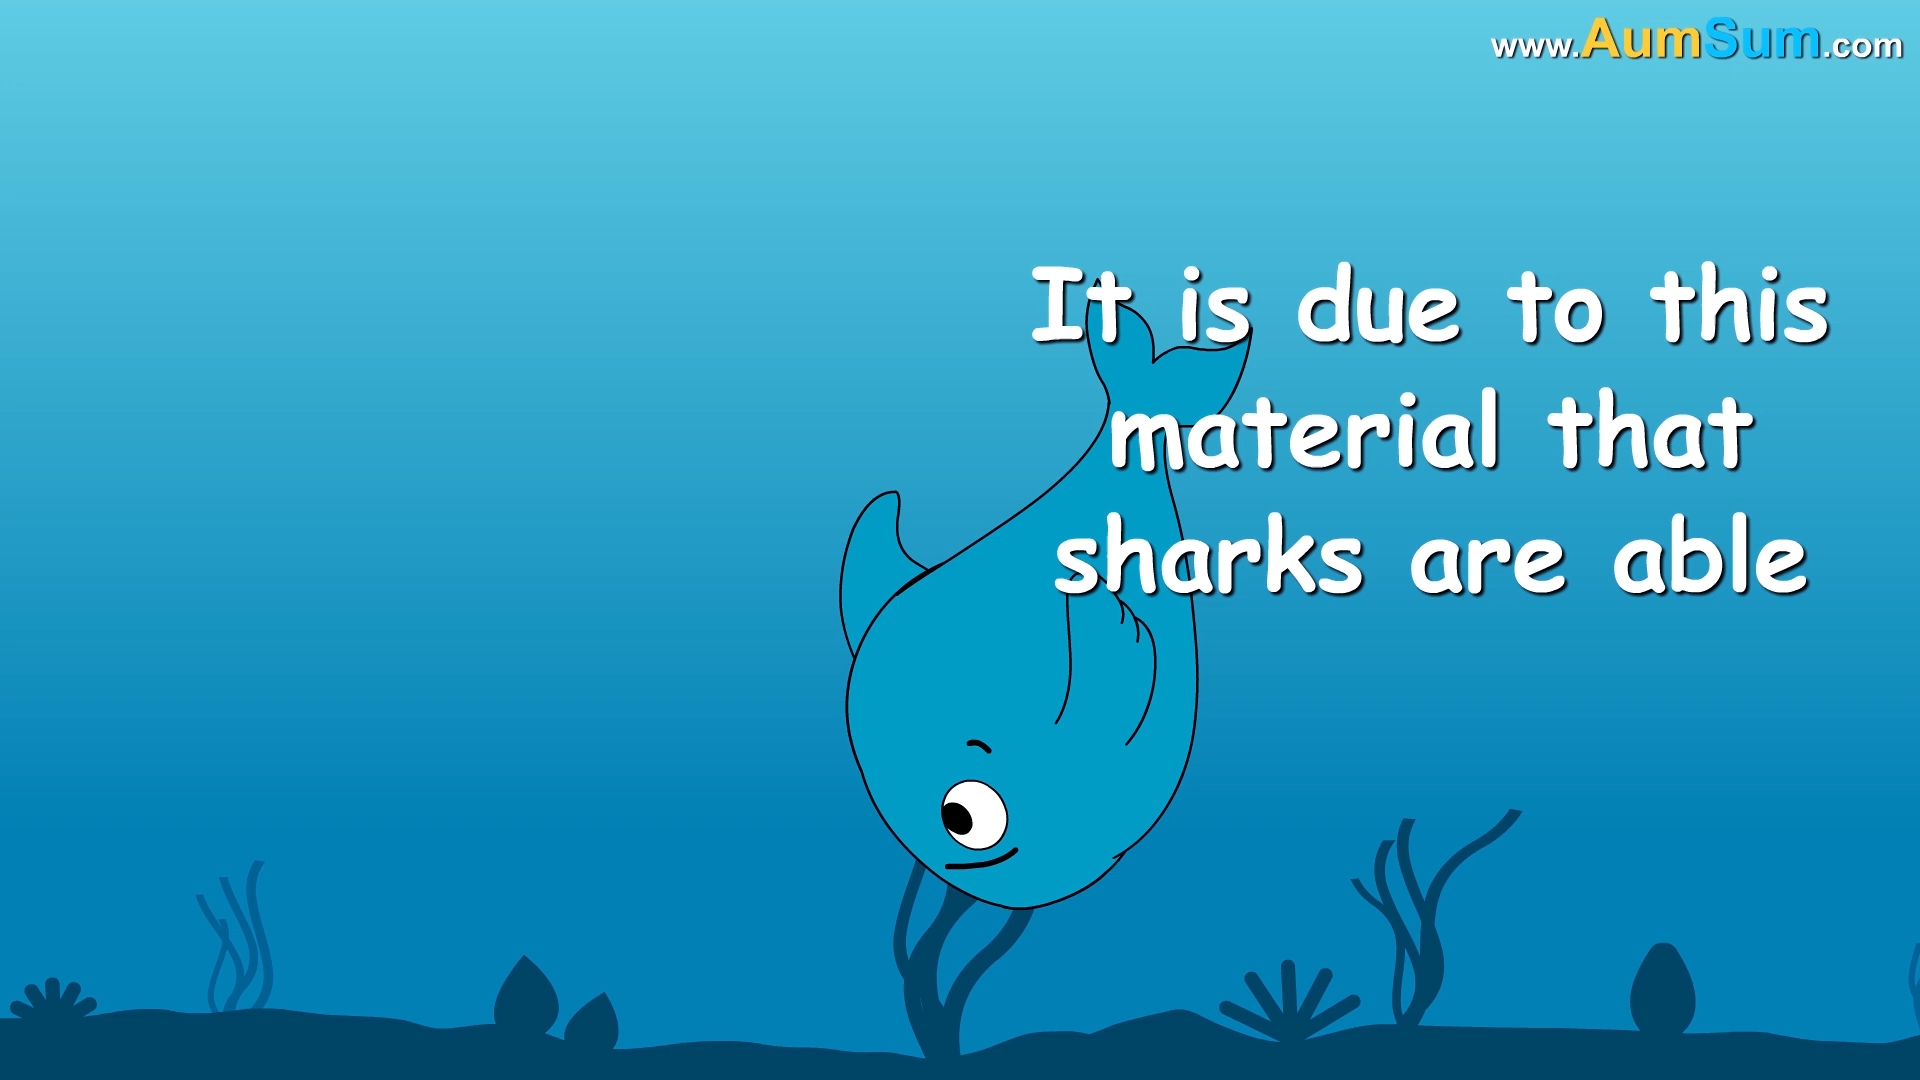 www.AumSum.com
It is due to this
material that
sharks are able